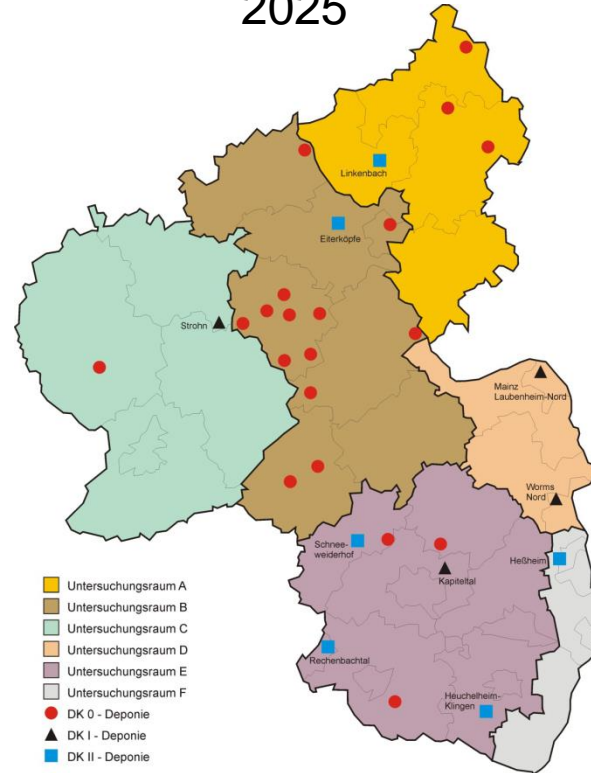 2025
Linkenbach
Eiterköpfe
Strohn
Mainz
Laubenheim-Nord
Worms
Nord
Schnee-
weiderhof
Heßheim
Kapiteltal
Rechenbachtal
Heuchelheim-
Klingen
Untersuchungsraum A
Untersuchungsraum B
Untersuchungsraum C
Untersuchungsraum D
Untersuchungsraum E
Untersuchungsraum F
DK 0 - Deponie
DK I - Deponie
DK II - Deponie